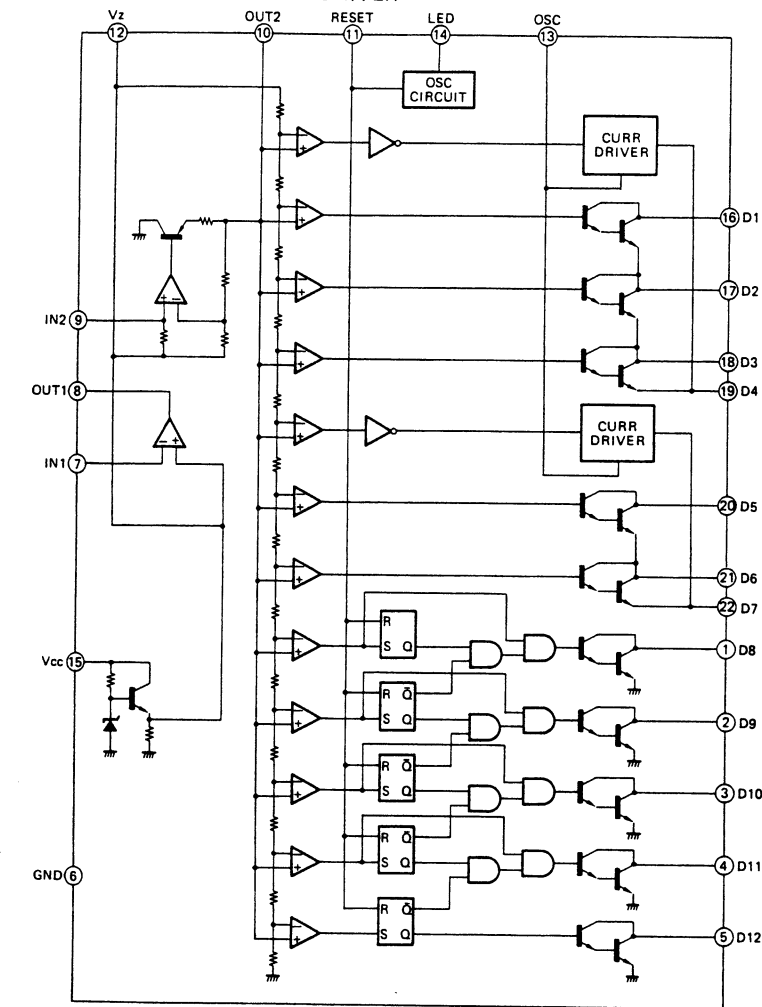 Vz OUT2 RESET LED OSC
12 10 11 14 13
OSC
CIRCUIT
CURR
DRIVER
− +
− + 16 D1
− + 17 D2
+ −
IN2 9
− + 18 D3
OUT1 8 19 D4
− +
CURR
DRIVER
− +
IN1 7
− + 20 D5
− + 21 D6
22 D7
R
− + S Q 1 D8
Vcc 15
R Q̄
− + S Q 2 D9
R Q̄
− + S Q 3 D10
R Q̄
− + S Q 4 D11
GND 6
R Q̄
− + S Q 5 D12